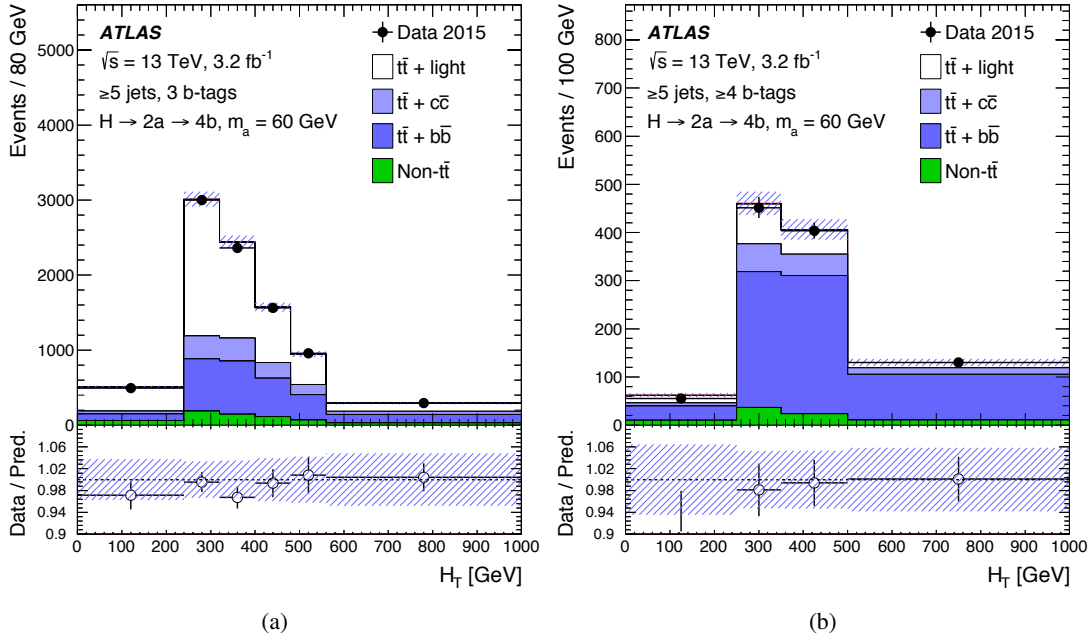 ATLAS
√s = 13 TeV, 3.2 fb⁻¹
≥5 jets, 3 b-tags
H → 2a → 4b, mₐ = 60 GeV
Data 2015
tt̄ + light
tt̄ + cc̄
tt̄ + bb̄
Non-tt̄
Events / 80 GeV
5000
4000
3000
2000
1000
0
Data / Pred.
1.06
1.02
0.98
0.94
0.9
0 100 200 300 400 500 600 700 800 900 1000
H_T [GeV]
(a)
ATLAS
√s = 13 TeV, 3.2 fb⁻¹
≥5 jets, ≥4 b-tags
H → 2a → 4b, mₐ = 60 GeV
Data 2015
tt̄ + light
tt̄ + cc̄
tt̄ + bb̄
Non-tt̄
Events / 100 GeV
800
700
600
500
400
300
200
100
0
Data / Pred.
1.06
1.02
0.98
0.94
0.9
0 100 200 300 400 500 600 700 800 900 1000
H_T [GeV]
(b)